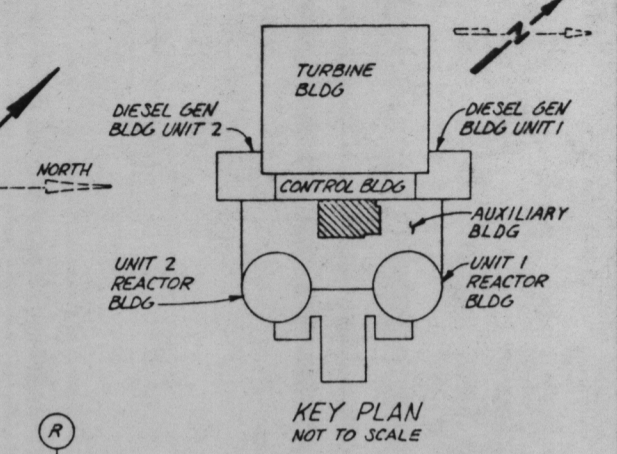 TURBINE
BLDG
DIESEL GEN
BLDG UNIT 2
DIESEL GEN
BLDG UNIT 1
N
NORTH
CONTROL BLDG
AUXILIARY
BLDG
UNIT 2
REACTOR
BLDG
UNIT 1
REACTOR
BLDG
KEY PLAN
NOT TO SCALE
R